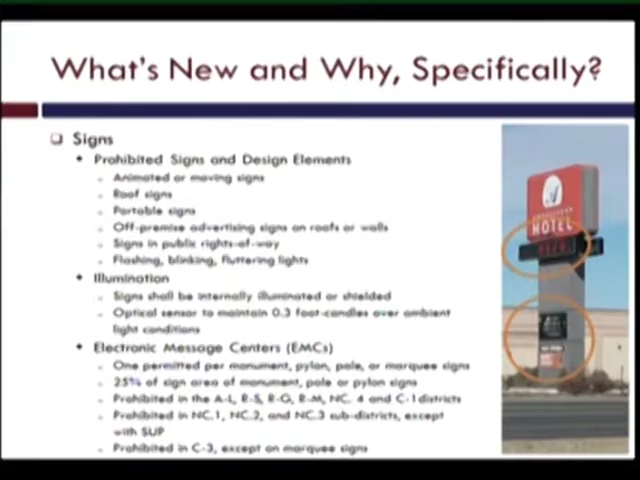 What's New and Why, Specifically?
Signs
Prohibited Signs and Design Elements
Animated or moving signs
Roof signs
Portable signs
Off-premise advertising signs on roofs or walls
Signs in public rights-of-way
Flashing, blinking, fluttering lights
Illumination
Signs shall be internally illuminated or shielded
Optical sensor to maintain 0.3 foot-candles over ambient
light conditions
Electronic Message Centers (EMCs)
One permitted per monument, pylon, pole, or marquee signs
25% of sign area of monument, pole or pylon signs
Prohibited in the A-L, R-S, R-G, R-M, NC. 4 and C-1districts
Prohibited in NC.1, NC.2, and NC.3 sub-districts, except
with SUP
Prohibited in C-3, except on marquee signs
HOTEL